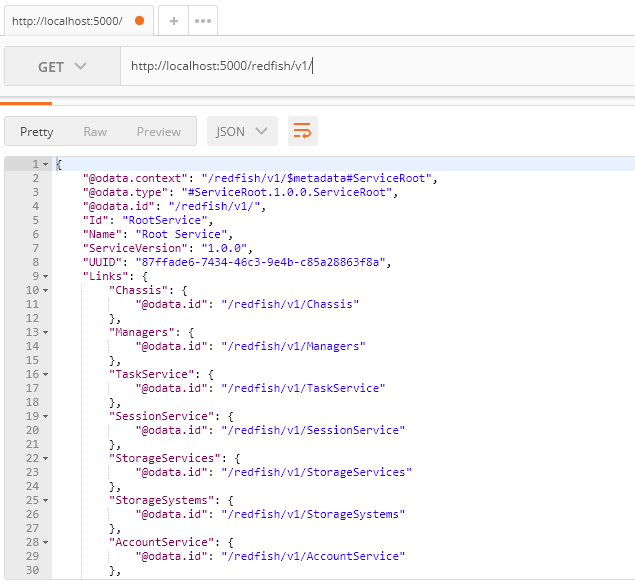 http://localhost:5000/
GET http://localhost:5000/redfish/v1/
Pretty Raw Preview JSON
1 {
2 "@odata.context": "/redfish/v1/$metadata#ServiceRoot",
3 "@odata.type": "#ServiceRoot.1.0.0.ServiceRoot",
4 "@odata.id": "/redfish/v1/",
5 "Id": "RootService",
6 "Name": "Root Service",
7 "ServiceVersion": "1.0.0",
8 "UUID": "87ffade6-7434-46c3-9e4b-c85a28863f8a",
9 "Links": {
10 "Chassis": {
11 "@odata.id": "/redfish/v1/Chassis"
12 },
13 "Managers": {
14 "@odata.id": "/redfish/v1/Managers"
15 },
16 "TaskService": {
17 "@odata.id": "/redfish/v1/TaskService"
18 },
19 "SessionService": {
20 "@odata.id": "/redfish/v1/SessionService"
21 },
22 "StorageServices": {
23 "@odata.id": "/redfish/v1/StorageServices"
24 },
25 "StorageSystems": {
26 "@odata.id": "/redfish/v1/StorageSystems"
27 },
28 "AccountService": {
29 "@odata.id": "/redfish/v1/AccountService"
30 },